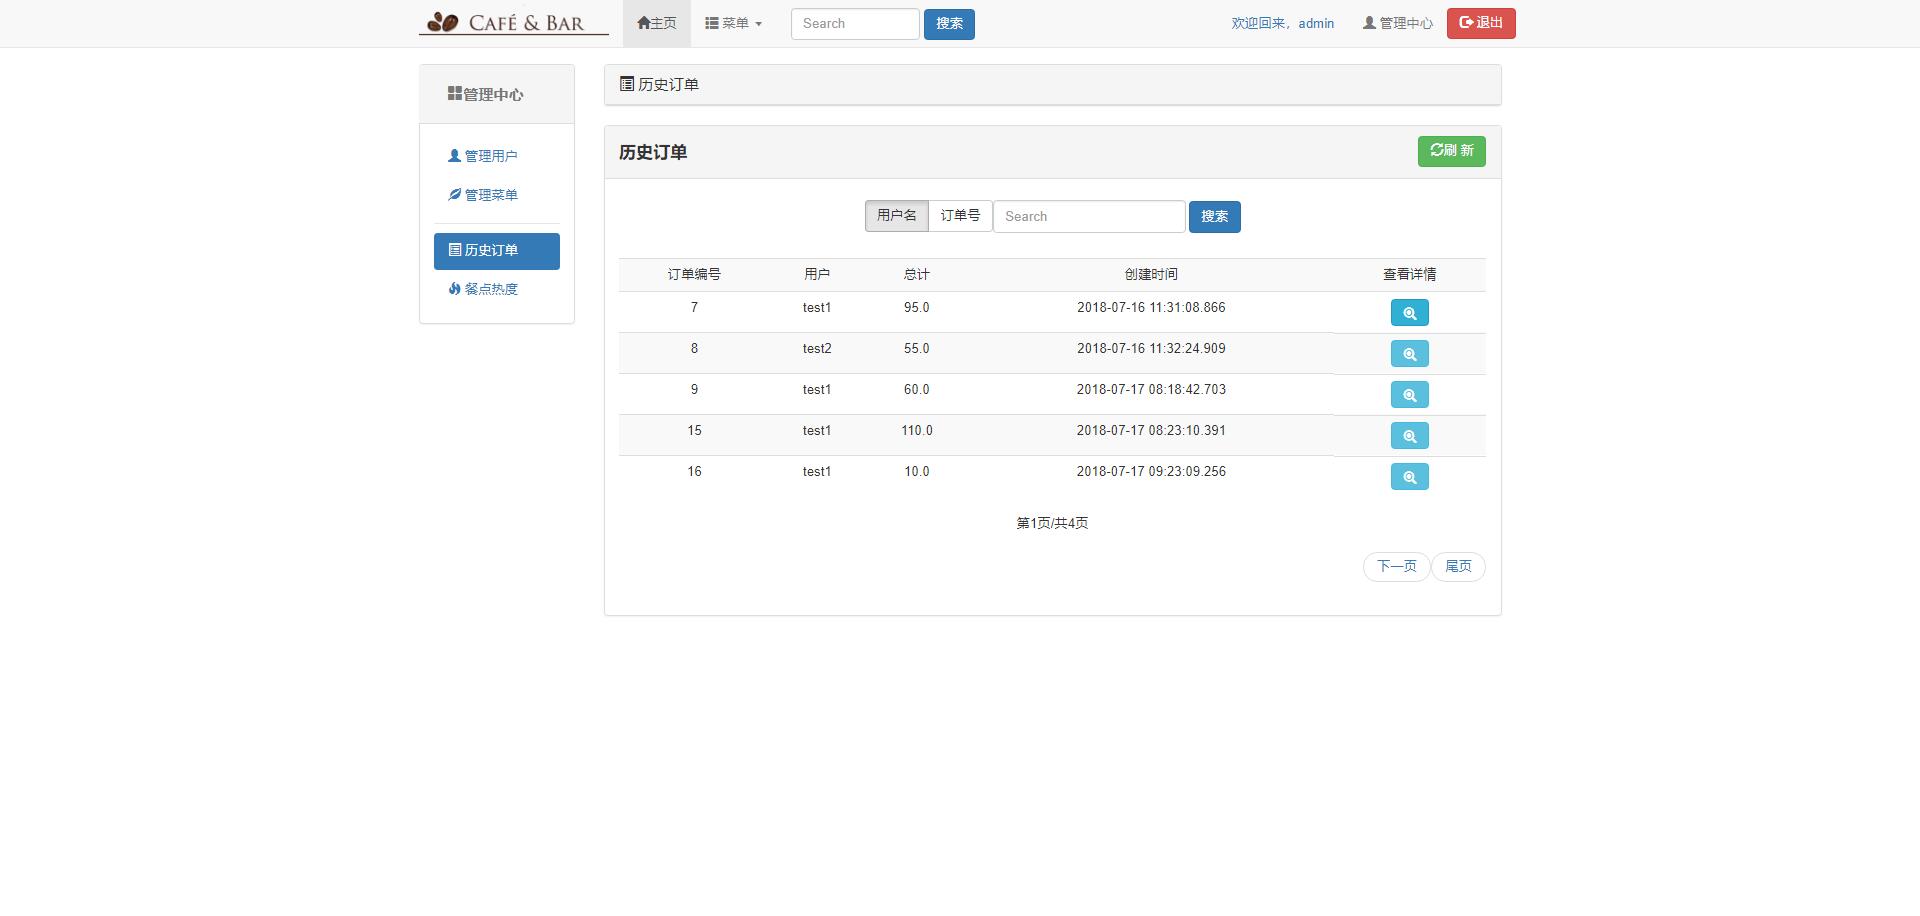 CAFÉ & BAR 主页 菜单 Search 搜索 欢迎回来，admin 管理中心 退出
管理中心
管理用户
管理菜单
历史订单
餐点热度
历史订单
历史订单 刷 新
用户名 订单号 Search 搜索
订单编号 用户 总计 创建时间 查看详情
7 test1 95.0 2018-07-16 11:31:08.866
8 test2 55.0 2018-07-16 11:32:24.909
9 test1 60.0 2018-07-17 08:18:42.703
15 test1 110.0 2018-07-17 08:23:10.391
16 test1 10.0 2018-07-17 09:23:09.256
第1页/共4页
下一页 尾页